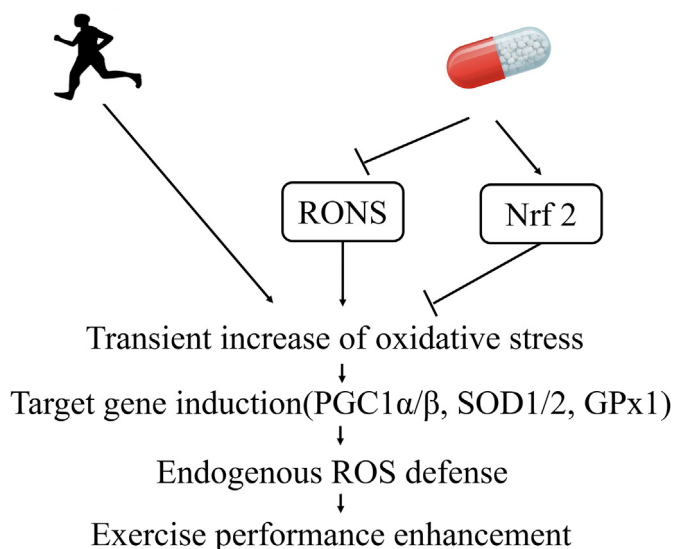 RONS
Nrf 2
Transient increase of oxidative stress
Target gene induction(PGC1α/β, SOD1/2, GPx1)
Endogenous ROS defense
Exercise performance enhancement